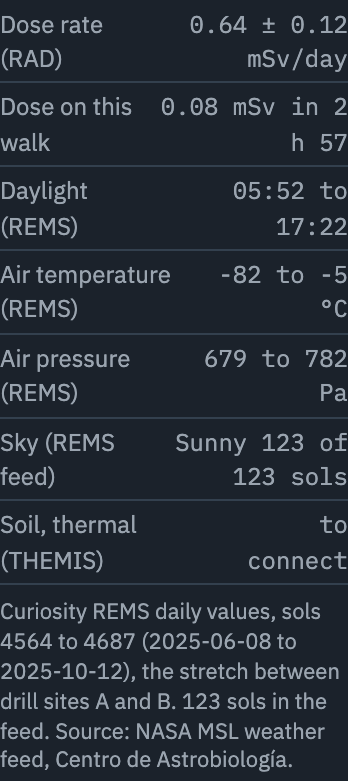 Dose rate 0.64 ± 0.12
(RAD) mSv/day
Dose on this 0.08 mSv in 2
walk h 57
Daylight 05:52 to
(REMS) 17:22
Air temperature -82 to -5
(REMS) °C
Air pressure 679 to 782
(REMS) Pa
Sky (REMS Sunny 123 of
feed) 123 sols
Soil, thermal to
(THEMIS) connect
Curiosity REMS daily values, sols
4564 to 4687 (2025-06-08 to
2025-10-12), the stretch between
drill sites A and B. 123 sols in the
feed. Source: NASA MSL weather
feed, Centro de Astrobiología.